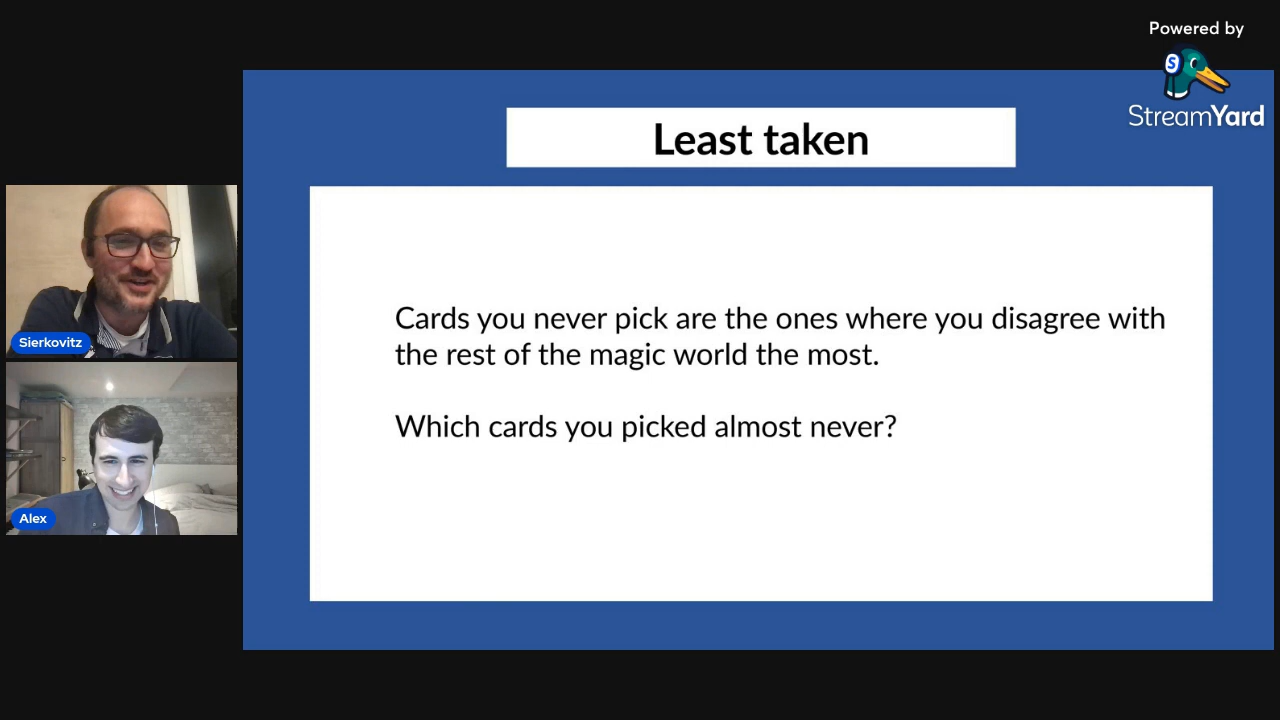 Powered by
StreamYard
Least taken
Cards you never pick are the ones where you disagree with
the rest of the magic world the most.
Which cards you picked almost never?
Sierkovitz
Alex